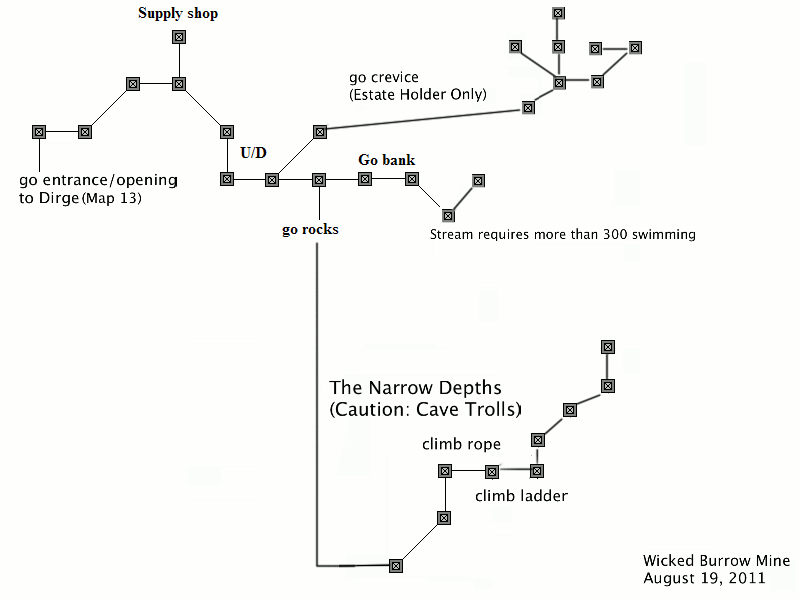 Supply shop
go crevice
(Estate Holder Only)
U/D
Go bank
go entrance/opening
to Dirge(Map 13)
go rocks
Stream requires more than 300 swimming
The Narrow Depths
(Caution: Cave Trolls)
climb rope
climb ladder
Wicked Burrow Mine
August 19, 2011